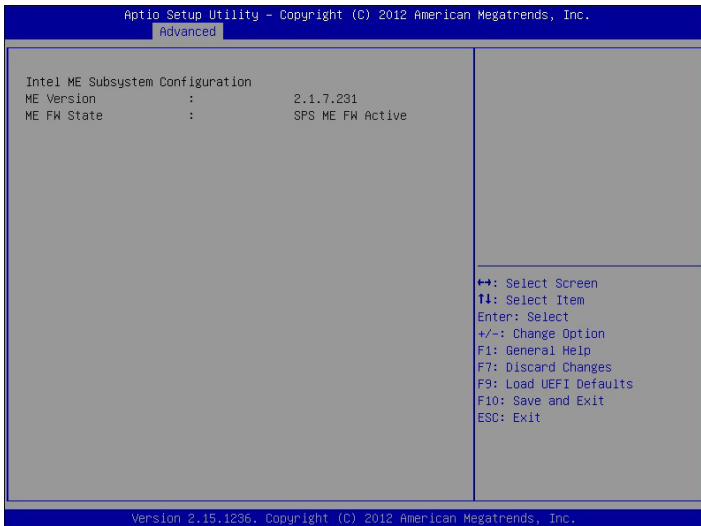 Aptio Setup Utility – Copyright (C) 2012 American Megatrends, Inc.
Advanced
Intel ME Subsystem Configuration
ME Version : 2.1.7.231
ME FW State : SPS ME FW Active
↔: Select Screen
↑↓: Select Item
Enter: Select
+/-: Change Option
F1: General Help
F7: Discard Changes
F9: Load UEFI Defaults
F10: Save and Exit
ESC: Exit
Version 2.15.1236. Copyright (C) 2012 American Megatrends, Inc.